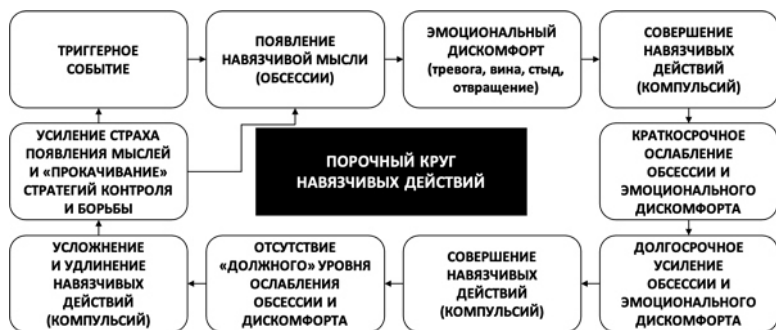 ТРИГГЕРНОЕ
СОБЫТИЕ
ПОЯВЛЕНИЕ
НАВЯЗЧИВОЙ МЫСЛИ
(ОБСЕССИИ)
ЭМОЦИОНАЛЬНЫЙ
ДИСКОМФОРТ
(тревога, вина, стыд,
отвращение)
СОВЕРШЕНИЕ
НАВЯЗЧИВЫХ
ДЕЙСТВИЙ
(КОМПУЛЬСИЙ)
УСИЛЕНИЕ СТРАХА
ПОЯВЛЕНИЯ МЫСЛЕЙ
И «ПРОКАЧИВАНИЕ»
СТРАТЕГИЙ КОНТРОЛЯ
И БОРЬБЫ
ПОРОЧНЫЙ КРУГ
НАВЯЗЧИВЫХ ДЕЙСТВИЙ
КРАТКОСРОЧНОЕ
ОСЛАБЛЕНИЕ
ОБСЕССИИ И
ЭМОЦИОНАЛЬНОГО
ДИСКОМФОРТА
УСЛОЖНЕНИЕ
И УДЛИНЕНИЕ
НАВЯЗЧИВЫХ
ДЕЙСТВИЙ
(КОМПУЛЬСИЙ)
ОТСУТСТВИЕ
«ДОЛЖНОГО» УРОВНЯ
ОСЛАБЛЕНИЯ
ОБСЕССИИ И
ДИСКОМФОРТА
СОВЕРШЕНИЕ
НАВЯЗЧИВЫХ
ДЕЙСТВИЙ
(КОМПУЛЬСИЙ)
ДОЛГОСРОЧНОЕ
УСИЛЕНИЕ
ОБСЕССИИ И
ЭМОЦИОНАЛЬНОГО
ДИСКОМФОРТА